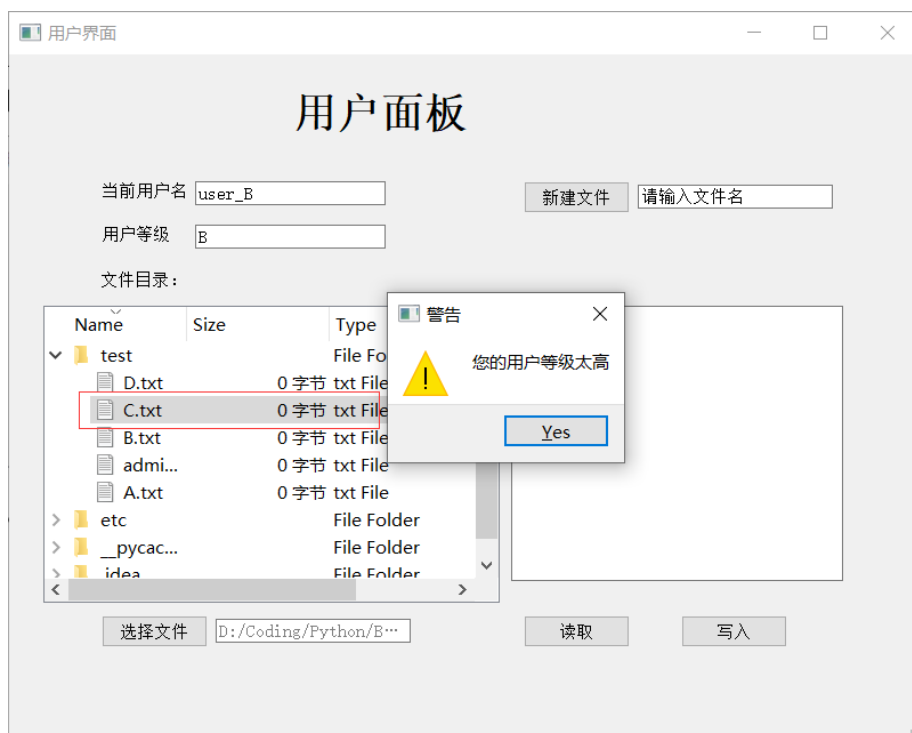 用户界面
用户面板
当前用户名 user_B 新建文件 请输入文件名
用户等级 B
文件目录：
Name Size Type
test File Fo
D.txt 0 字节 txt File
C.txt 0 字节 txt File
B.txt 0 字节 txt File
admi... 0 字节 txt File
A.txt 0 字节 txt File
etc File Folder
__pycac... File Folder
.idea File Folder
警告
您的用户等级太高
Yes
选择文件 D:/Coding/Python/B… 读取 写入